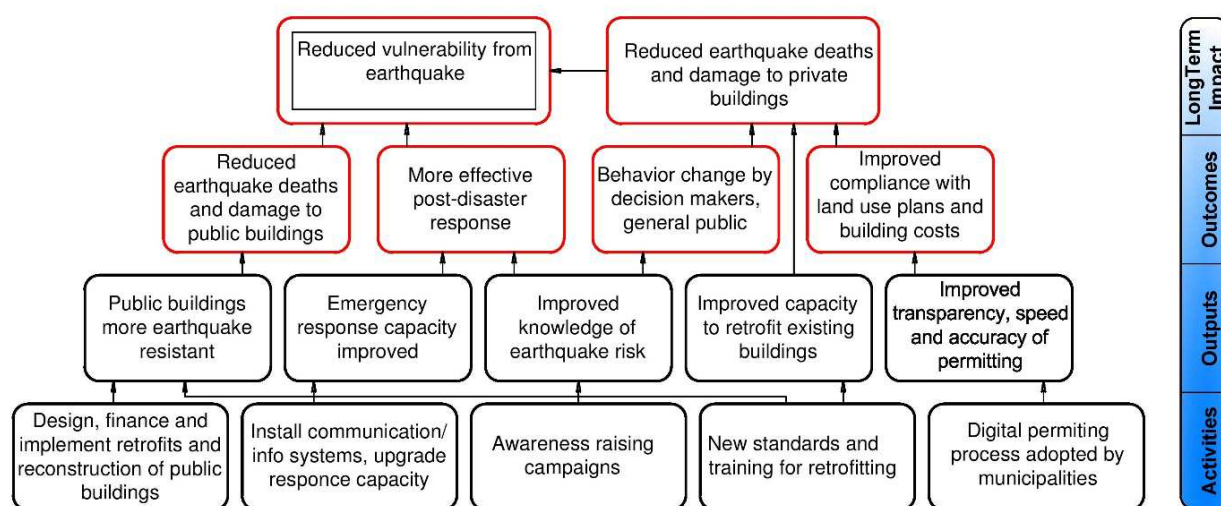 Reduced vulnerability from
earthquake
Reduced earthquake deaths
and damage to private
buildings
LongTerm
Impact
Reduced
earthquake deaths
and damage to
public buildings
More effective
post-disaster
response
Behavior change by
decision makers,
general public
Improved
compliance with
land use plans and
building costs
Outcomes
Public buildings
more earthquake
resistant
Emergency
response capacity
improved
Improved
knowledge of
earthquake risk
Improved capacity
to retrofit existing
buildings
Improved
transparency, speed
and accuracy of
permitting
Outputs
Design, finance and
implement retrofits and
reconstruction of public
buildings
Install communication/
info systems, upgrade
responce capacity
Awareness raising
campaigns
New standards and
training for retrofitting
Digital permiting
process adopted by
municipalities
Activities